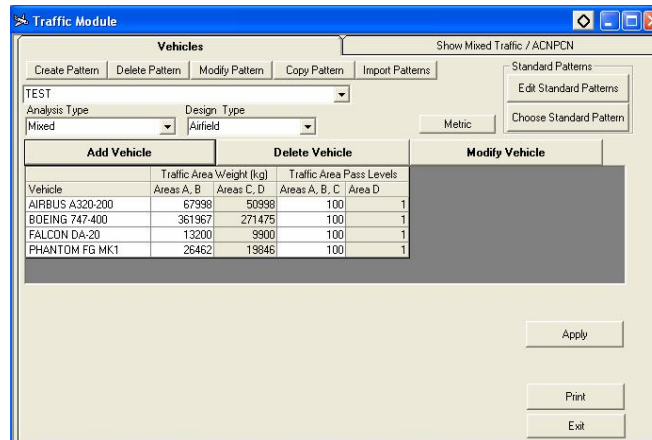 Traffic Module
Vehicles Show Mixed Traffic / ACNPCN
Create Pattern Delete Pattern Modify Pattern Copy Pattern Import Patterns Standard Patterns
TEST Edit Standard Patterns
Analysis Type Design Type
Mixed Airfield Metric Choose Standard Pattern
Add Vehicle Delete Vehicle Modify Vehicle
Traffic Area Weight (kg) Traffic Area Pass Levels
Vehicle Areas A, B Areas C, D Areas A, B, C Area D
AIRBUS A320-200 67998 50998 100 1
BOEING 747-400 361967 271475 100 1
FALCON DA-20 13200 9900 100 1
PHANTOM FG MK1 26462 19846 100 1
Apply
Print
Exit